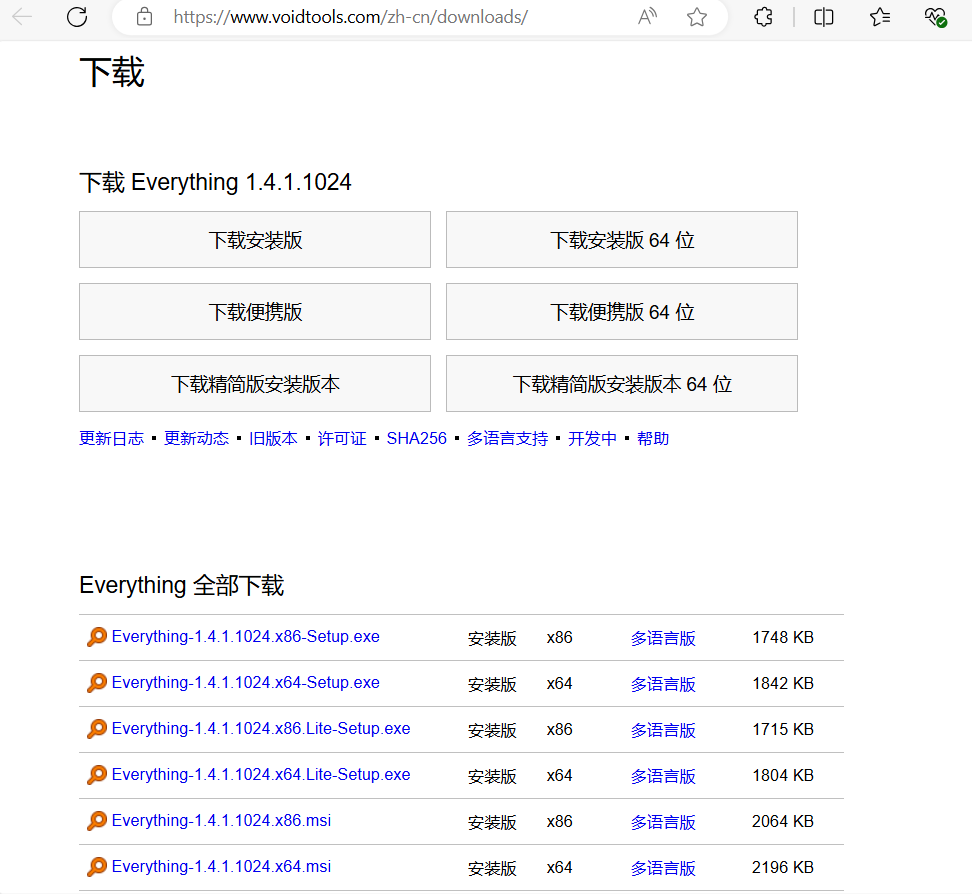 https://www.voidtools.com/zh-cn/downloads/
下载
下载 Everything 1.4.1.1024
下载安装版 下载安装版 64 位
下载便携版 下载便携版 64 位
下载精简版安装版本 下载精简版安装版本 64 位
更新日志 ▪ 更新动态 ▪ 旧版本 ▪ 许可证 ▪ SHA256 ▪ 多语言支持 ▪ 开发中 ▪ 帮助
Everything 全部下载
Everything-1.4.1.1024.x86-Setup.exe 安装版 x86 多语言版 1748 KB
Everything-1.4.1.1024.x64-Setup.exe 安装版 x64 多语言版 1842 KB
Everything-1.4.1.1024.x86.Lite-Setup.exe 安装版 x86 多语言版 1715 KB
Everything-1.4.1.1024.x64.Lite-Setup.exe 安装版 x64 多语言版 1804 KB
Everything-1.4.1.1024.x86.msi 安装版 x86 多语言版 2064 KB
Everything-1.4.1.1024.x64.msi 安装版 x64 多语言版 2196 KB